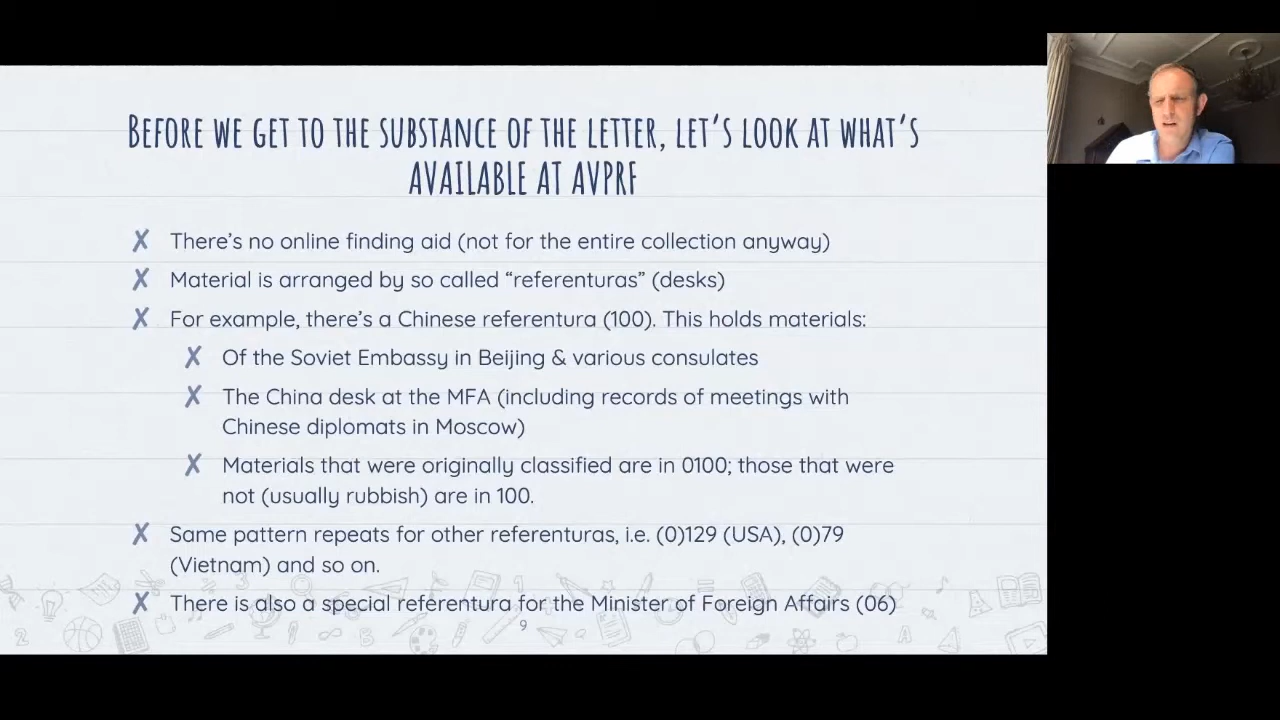 Before we get to the substance of the letter, let's look at what's
available at AVPRF
✗ There's no online finding aid (not for the entire collection anyway)
✗ Material is arranged by so called “referenturas” (desks)
✗ For example, there's a Chinese referentura (100). This holds materials:
✗ Of the Soviet Embassy in Beijing & various consulates
✗ The China desk at the MFA (including records of meetings with
Chinese diplomats in Moscow)
✗ Materials that were originally classified are in 0100; those that were
not (usually rubbish) are in 100.
✗ Same pattern repeats for other referenturas, i.e. (0)129 (USA), (0)79
(Vietnam) and so on.
✗ There is also a special referentura for the Minister of Foreign Affairs (06)
9